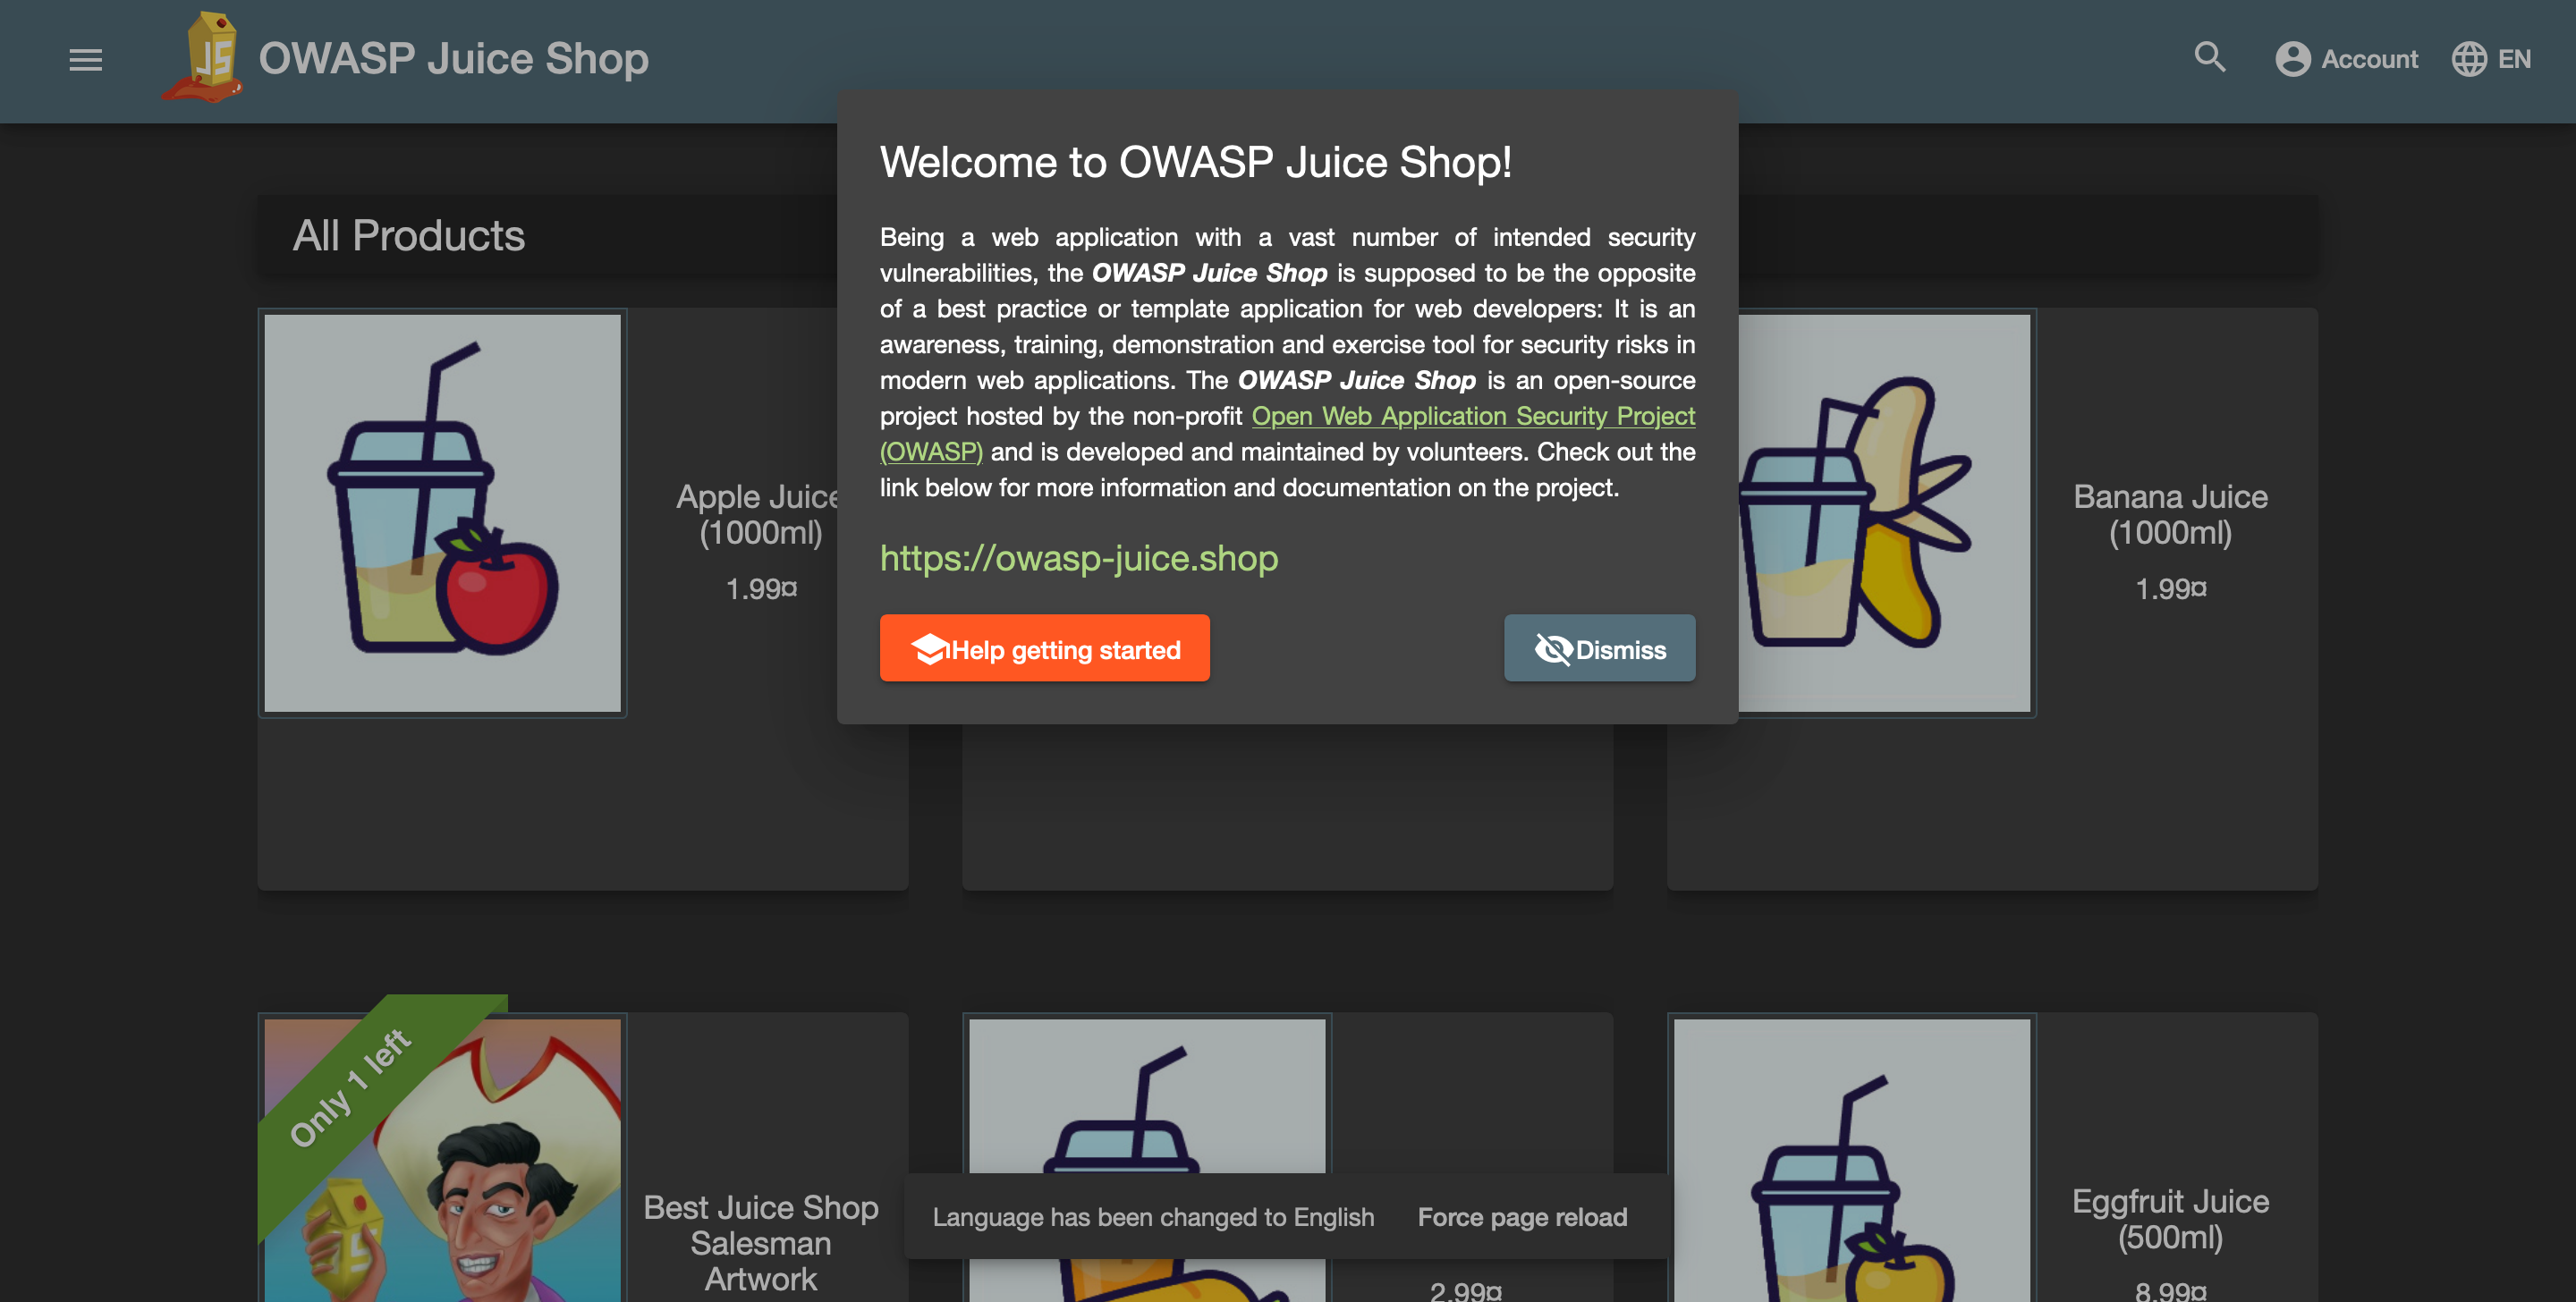 JS
OWASP Juice Shop
Account
EN
Welcome to OWASP Juice Shop!
Being a web application with a vast number of intended security
vulnerabilities, the OWASP Juice Shop is supposed to be the opposite
of a best practice or template application for web developers: It is an
awareness, training, demonstration and exercise tool for security risks in
modern web applications. The OWASP Juice Shop is an open-source
project hosted by the non-profit Open Web Application Security Project
(OWASP) and is developed and maintained by volunteers. Check out the
link below for more information and documentation on the project.
https://owasp-juice.shop
Help getting started
Dismiss
All Products
Apple Juice
(1000ml)
1.99¤
Banana Juice
(1000ml)
1.99¤
Only 1 left
JS
Best Juice Shop
Salesman
Artwork
Language has been changed to English
Force page reload
2.99¤
Eggfruit Juice
(500ml)
8.99¤